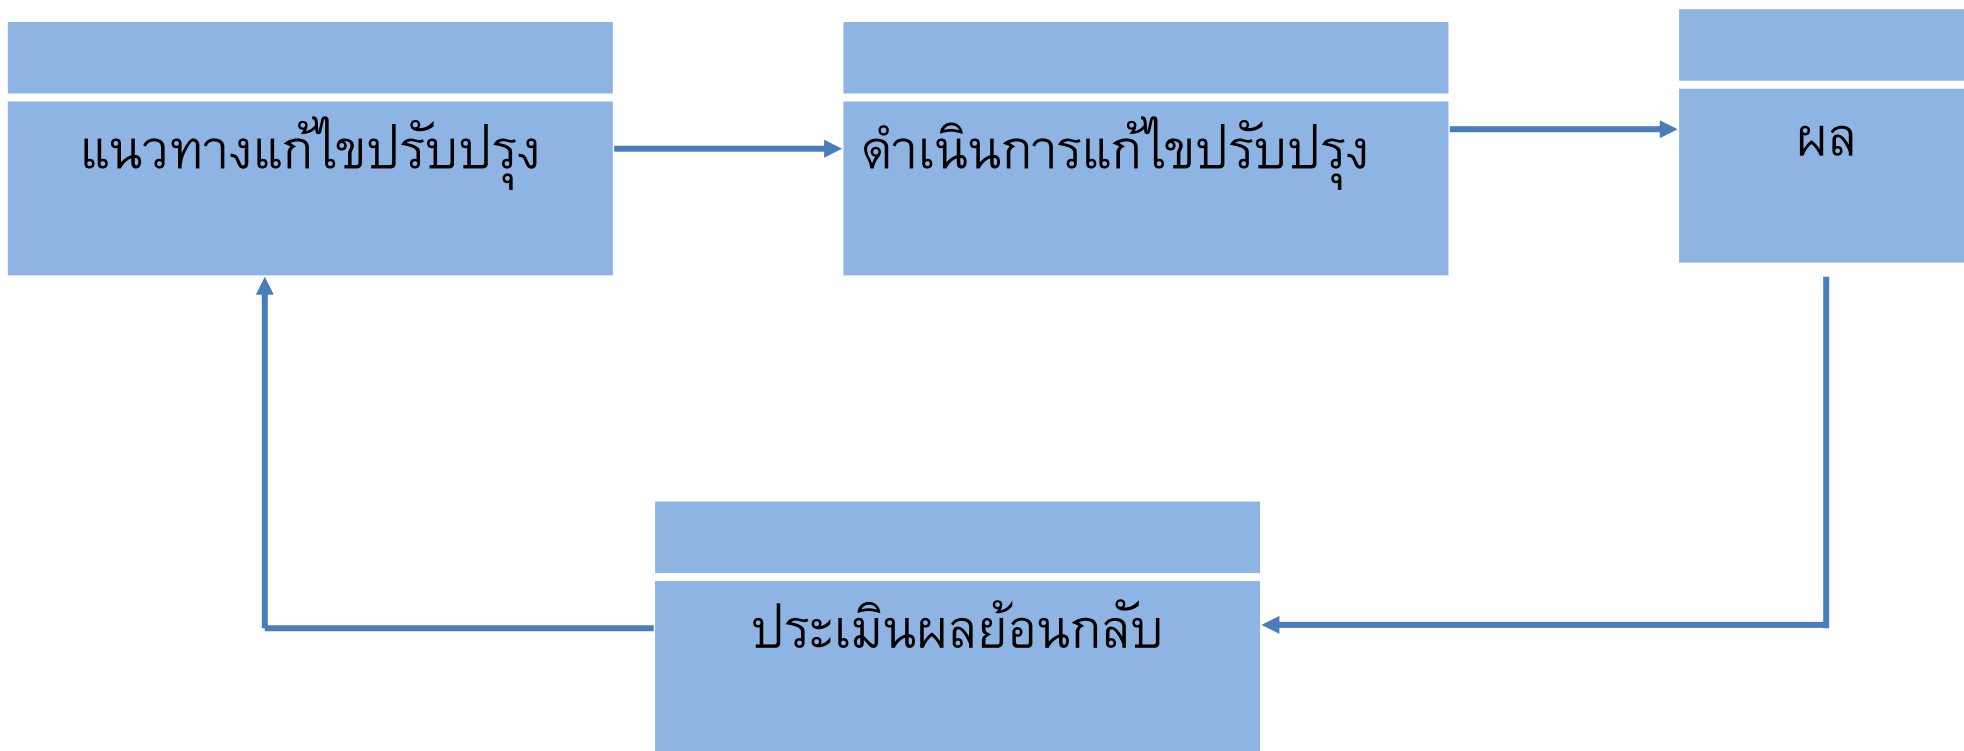 แนวทางแก้ไขปรับปรุง
ดำเนินการแก้ไขปรับปรุง
ผล
ประเมินผลย้อนกลับ